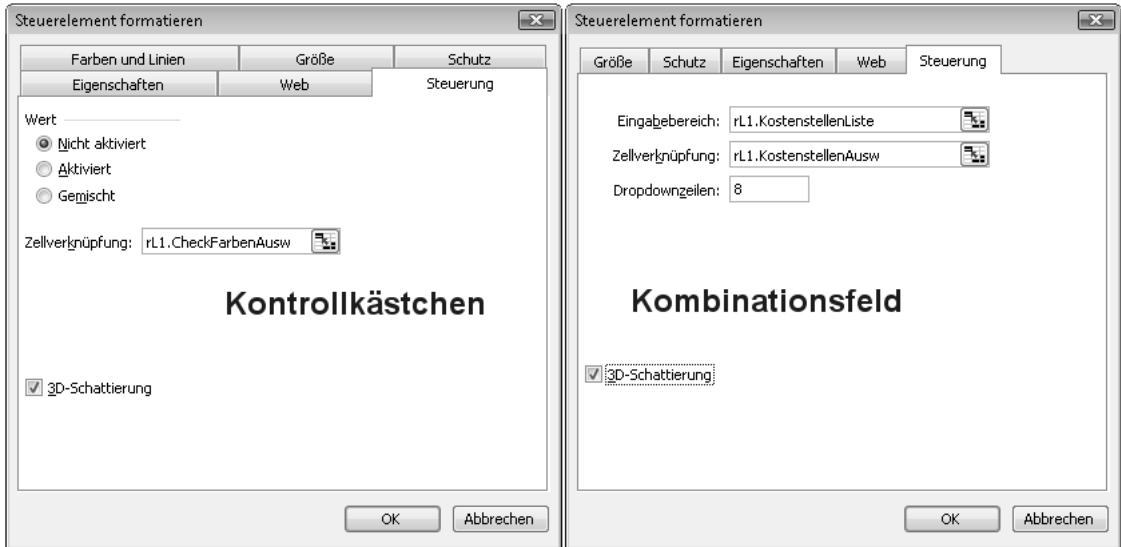 Steuerelement formatieren
Farben und Linien Größe Schutz
Eigenschaften Web Steuerung
Wert
Nicht aktiviert
Aktiviert
Gemischt
Zellverknüpfung: rL1.CheckFarbenAusw
Kontrollkästchen
3D-Schattierung
OK Abbrechen
Steuerelement formatieren
Größe Schutz Eigenschaften Web Steuerung
Eingabebereich: rL1.KostenstellenListe
Zellverknüpfung: rL1.KostenstellenAusw
Dropdownzeilen: 8
Kombinationsfeld
3D-Schattierung
OK Abbrechen